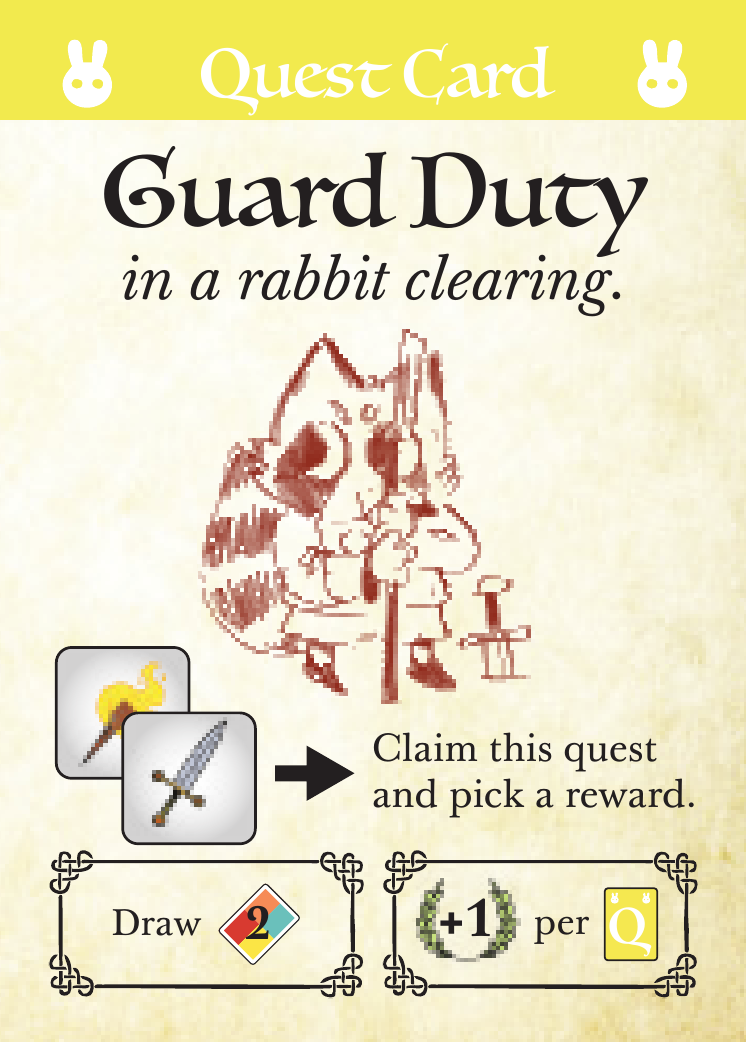 Quest Card
Guard Duty
in a rabbit clearing.
Claim this quest
and pick a reward.
Draw 2
+1 per Q